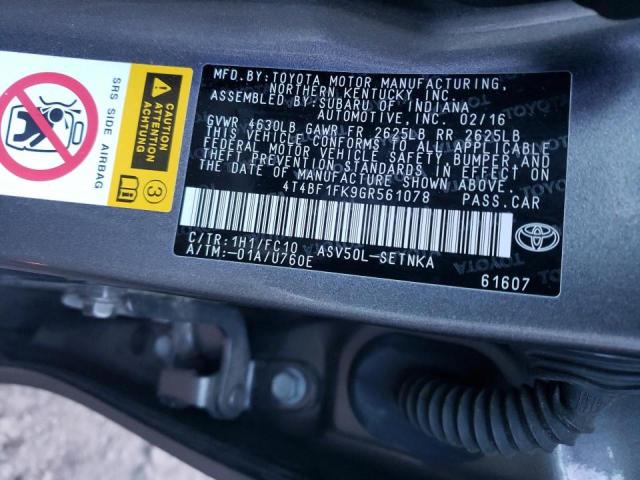 MFD.BY:TOYOTA MOTOR MANUFACTURING,
NORTHERN KENTUCKY, INC.
ASSEMBLED BY: SUBARU OF INDIANA
AUTOMOTIVE, INC. 02/16
GVWR 4630LB GAWR FR 2625LB RR 2625LB
THIS VEHICLE CONFORMS TO ALL APPLICABLE
FEDERAL MOTOR VEHICLE SAFETY, BUMPER, AND
THEFT PREVENTION STANDARDS IN EFFECT ON
THE DATE OF MANUFACTURE SHOWN ABOVE.
4T4BF1FK9GR561078 PASS.CAR
C/TR:1H1/FC10 ASV50L-SETNKA
A/TM:-01A/U760E
TOYOTA
61607
SRS SIDE AIRBAG
CAUTION
ATTENTION
ACHTUNG
3